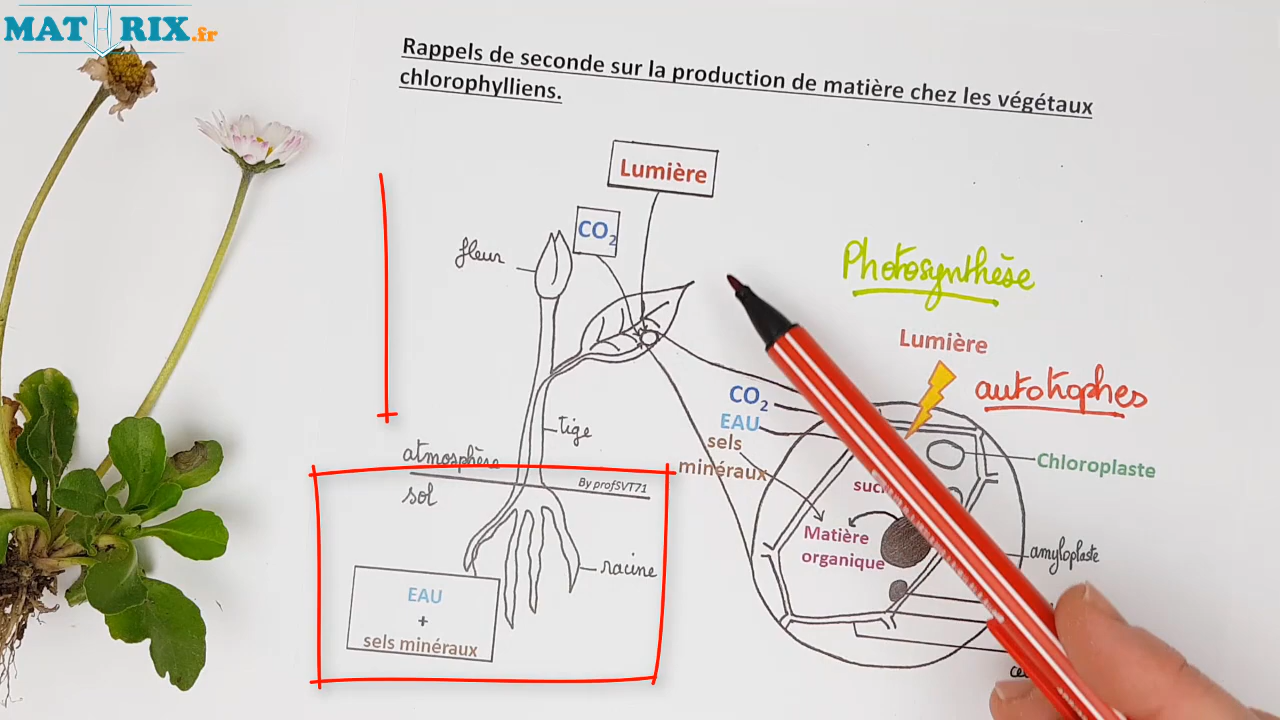 MATHRIX.fr
Rappels de seconde sur la production de matière chez les végétaux
chlorophylliens.
Lumière
CO2
fleur
Photosynthèse
Lumière
autotrophes
CO2
EAU
sels
minéraux
tige
atmosphère
sol
By profSVT71
Chloroplaste
Matière
organique
amyloplaste
racine
EAU
+
sels minéraux